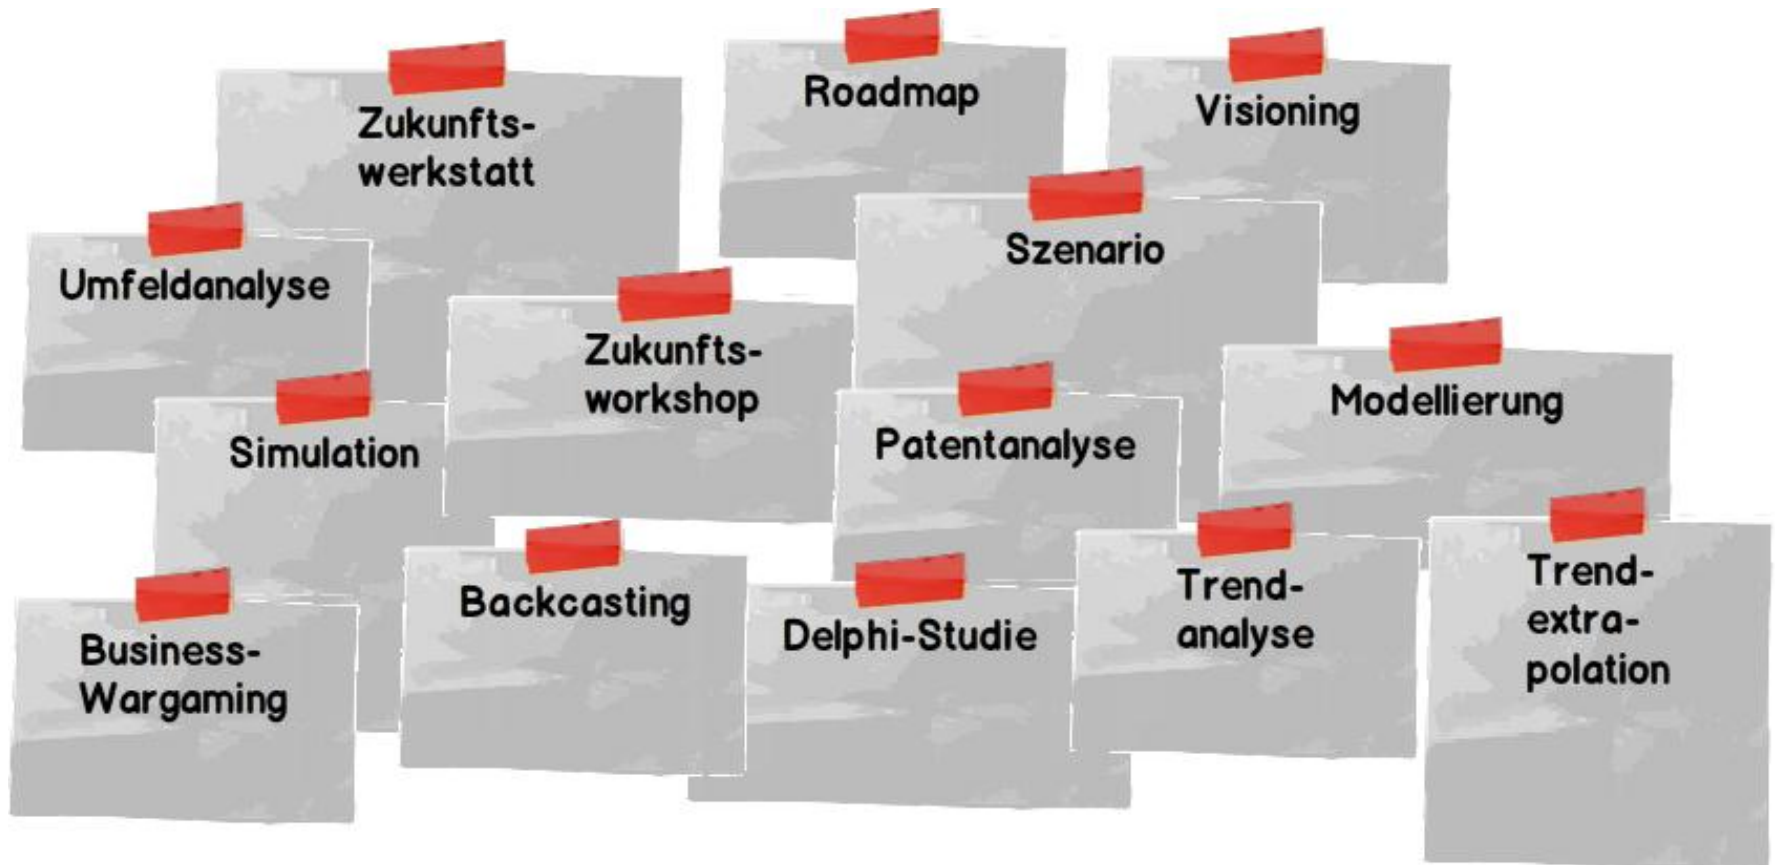 Zukunfts-
werkstatt
Roadmap
Visioning
Umfeldanalyse
Szenario
Zukunfts-
workshop
Simulation
Patentanalyse
Modellierung
Business-
Wargaming
Backcasting
Delphi-Studie
Trend-
analyse
Trend-
extra-
polation